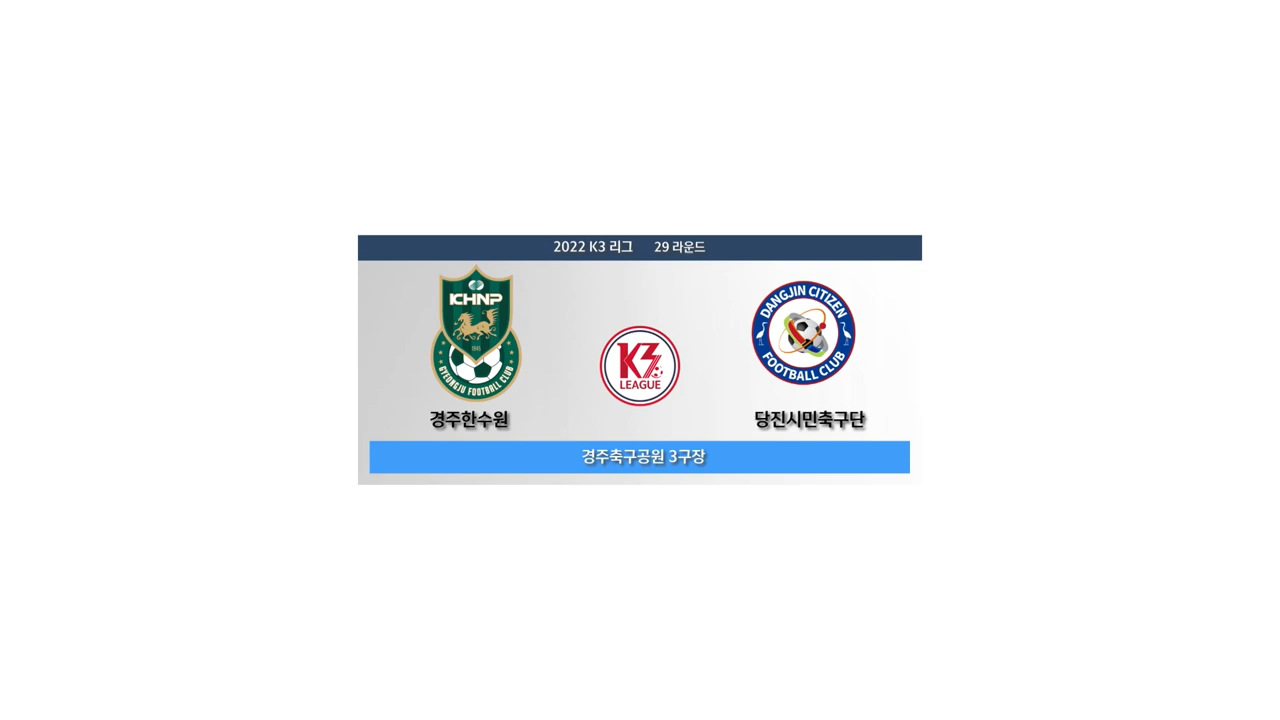 2022 K3 리그 29 라운드
KHNP
1945
GYEONGJU FOOTBALL CLUB
경주한수원
K3
LEAGUE
DANGJIN CITIZEN
FOOTBALL CLUB
당진시민축구단
경주축구공원 3구장